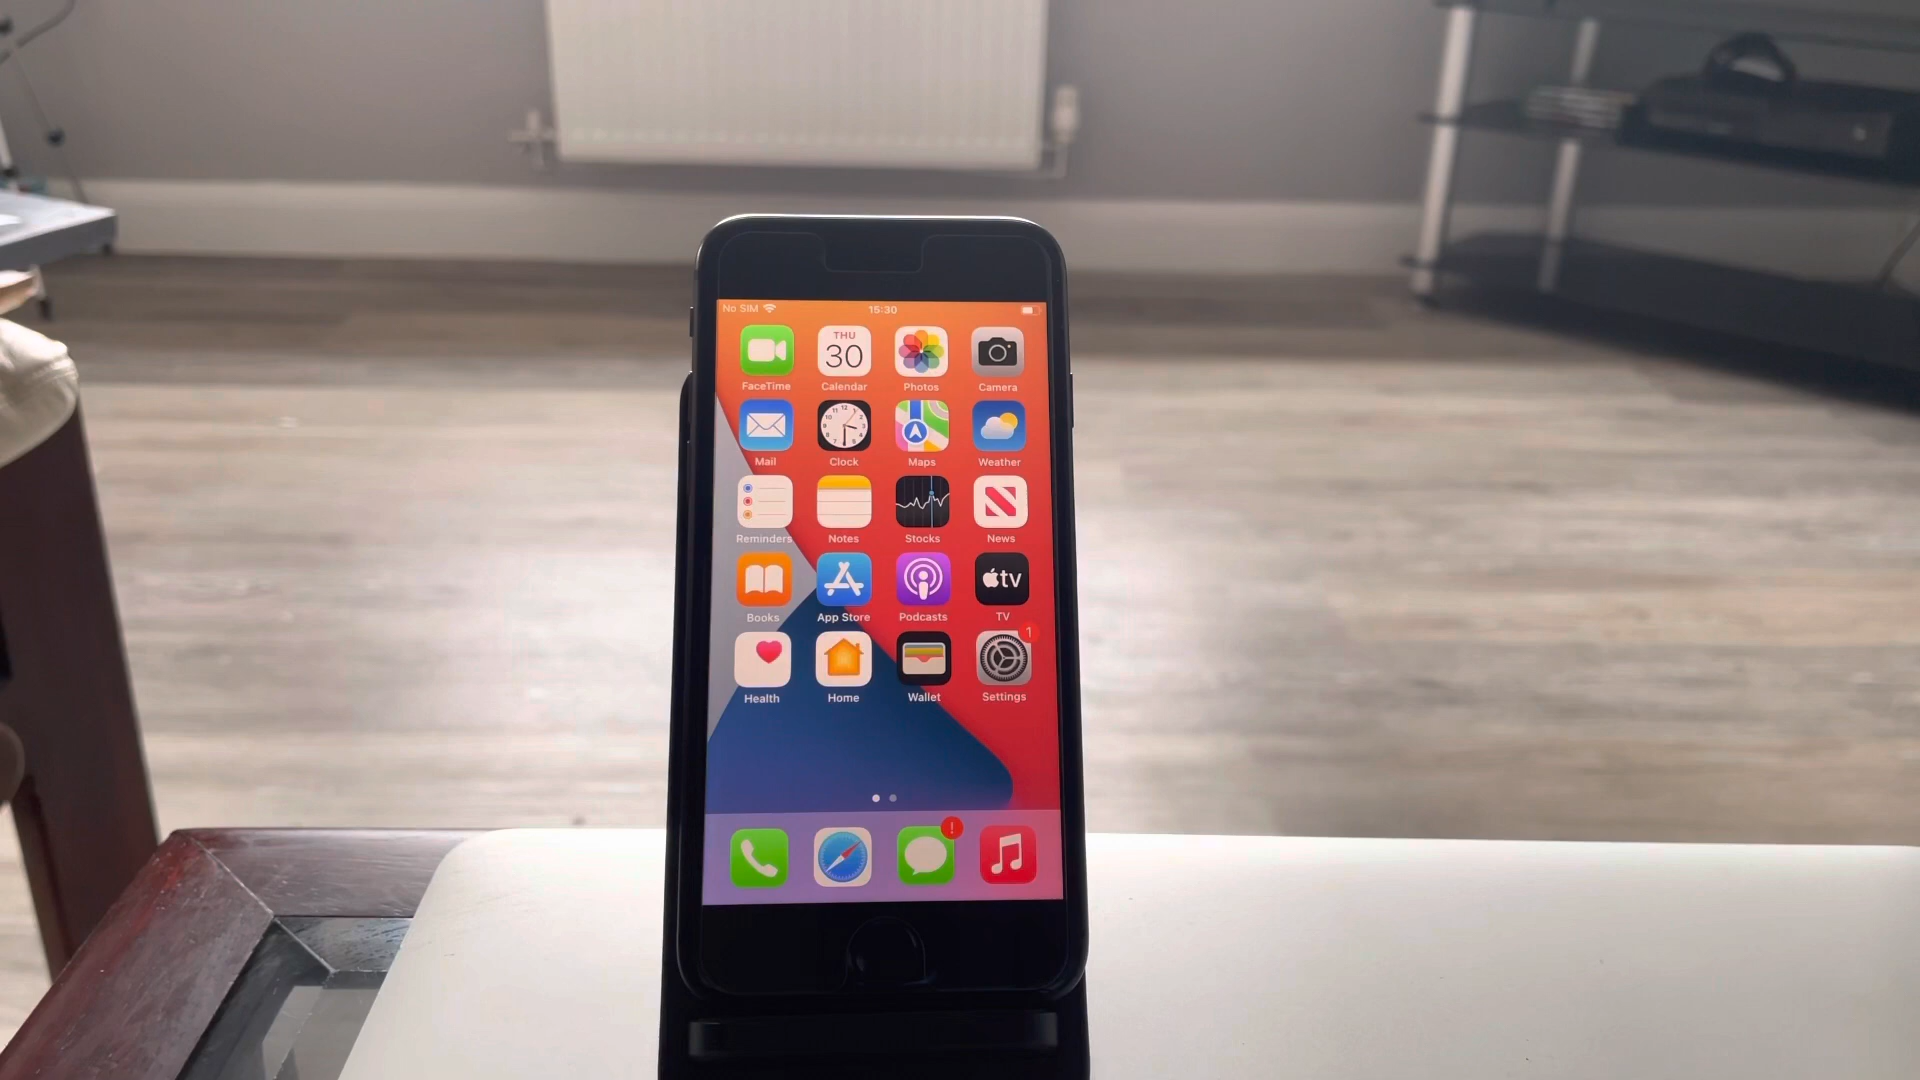 No SIM 15:30
THU
30
FaceTime Calendar Photos Camera
Mail Clock Maps Weather
Reminders Notes Stocks News
tv
Books App Store Podcasts TV
1
Health Home Wallet Settings
!